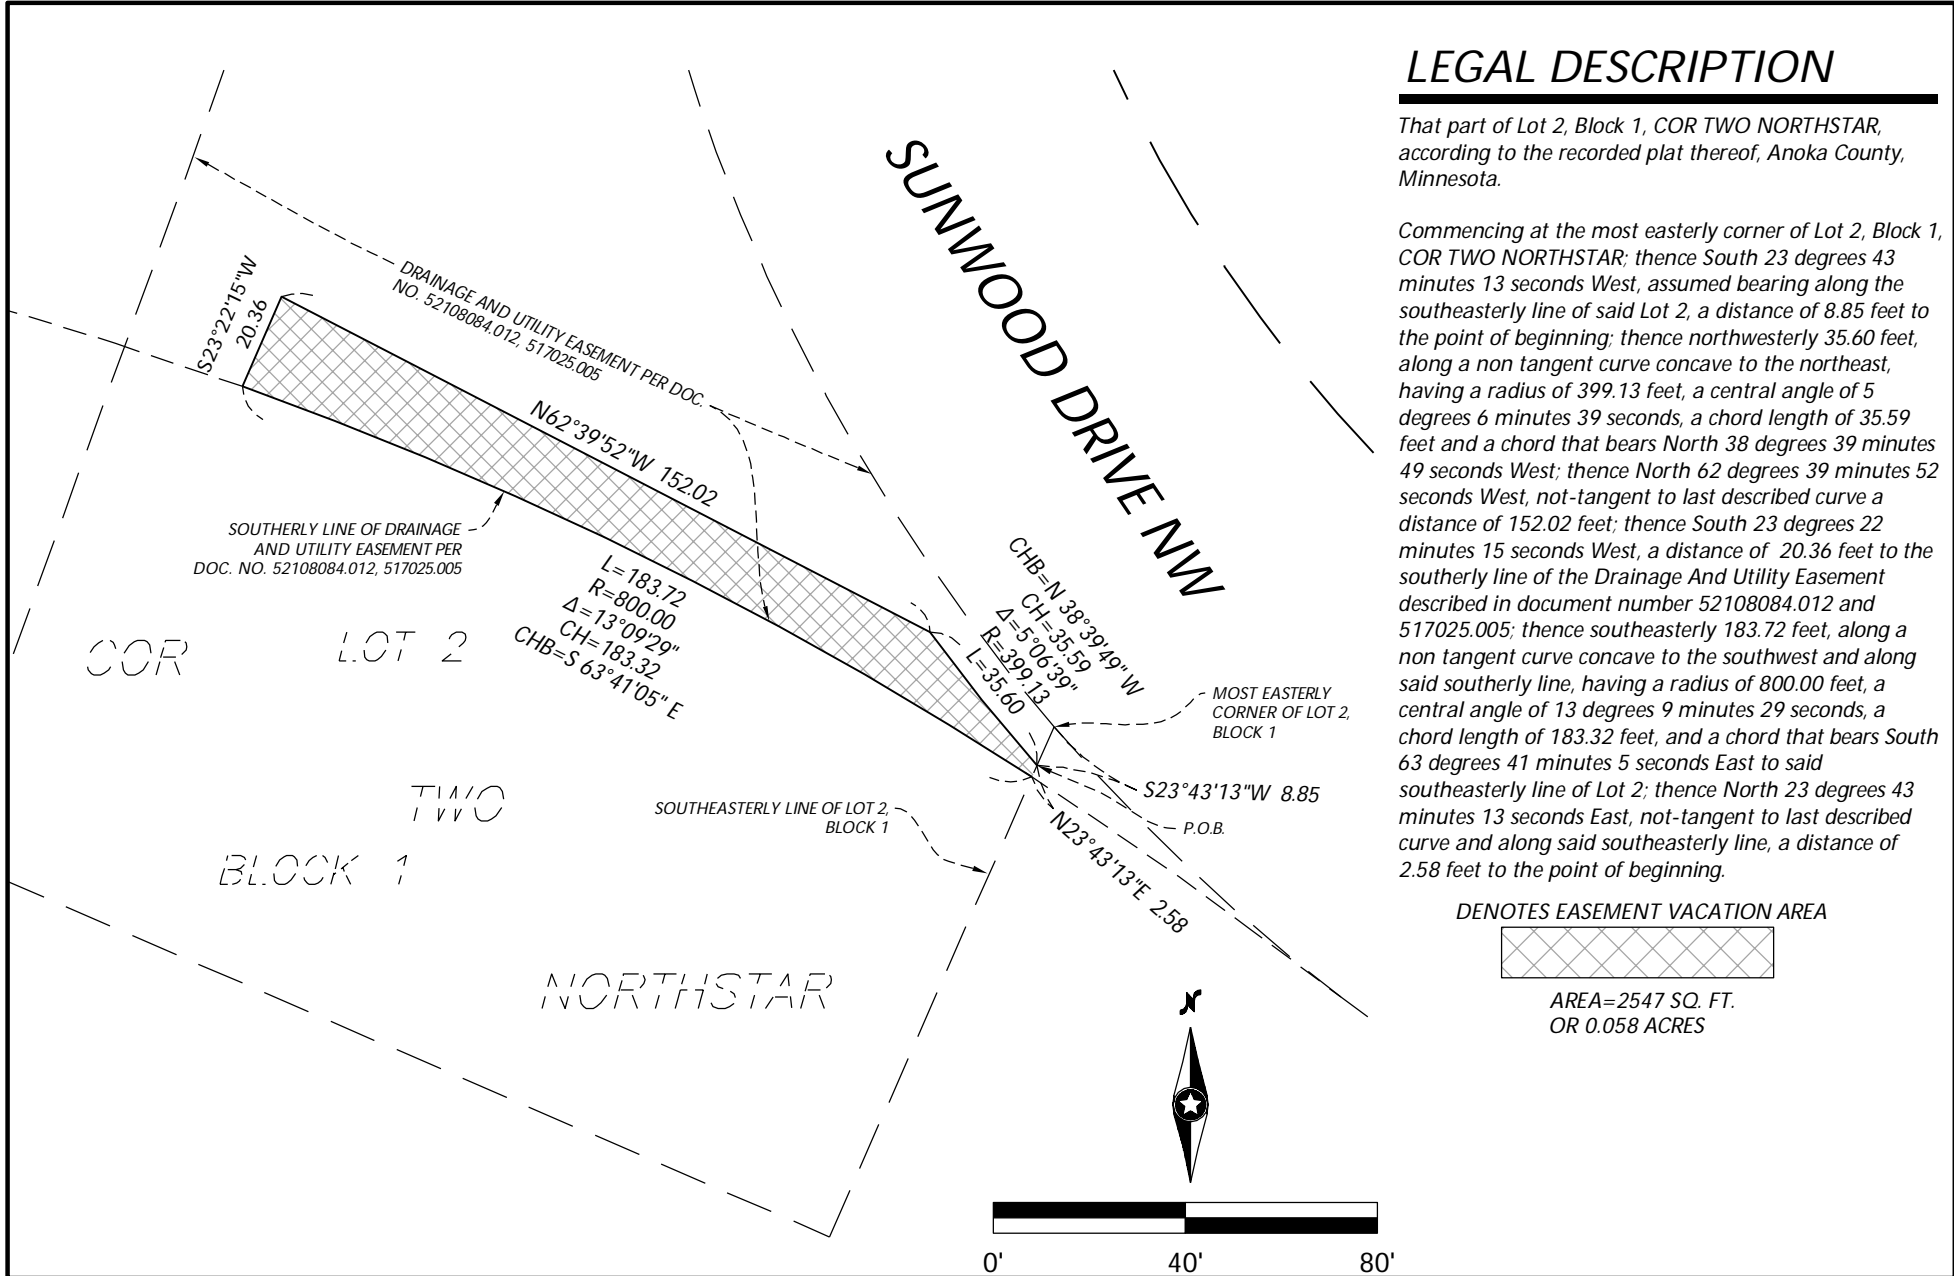 LEGAL DESCRIPTION
That part of Lot 2, Block 1, COR TWO NORTHSTAR,
according to the recorded plat thereof, Anoka County,
Minnesota.
Commencing at the most easterly corner of Lot 2, Block 1,
COR TWO NORTHSTAR; thence South 23 degrees 43
minutes 13 seconds West, assumed bearing along the
southeasterly line of said Lot 2, a distance of 8.85 feet to
the point of beginning; thence northwesterly 35.60 feet,
along a non tangent curve concave to the northeast,
having a radius of 399.13 feet, a central angle of 5
degrees 6 minutes 39 seconds, a chord length of 35.59
feet and a chord that bears North 38 degrees 39 minutes
49 seconds West; thence North 62 degrees 39 minutes 52
seconds West, not-tangent to last described curve a
distance of 152.02 feet; thence South 23 degrees 22
minutes 15 seconds West, a distance of 20.36 feet to the
southerly line of the Drainage And Utility Easement
described in document number 52108084.012 and
517025.005; thence southeasterly 183.72 feet, along a
non tangent curve concave to the southwest and along
said southerly line, having a radius of 800.00 feet, a
central angle of 13 degrees 9 minutes 29 seconds, a
chord length of 183.32 feet, and a chord that bears South
63 degrees 41 minutes 5 seconds East to said
southeasterly line of Lot 2; thence North 23 degrees 43
minutes 13 seconds East, not-tangent to last described
curve and along said southeasterly line, a distance of
2.58 feet to the point of beginning.
DENOTES EASEMENT VACATION AREA
AREA=2547 SQ. FT.
OR 0.058 ACRES
SUNWOOD DRIVE NW
S23°22'15"W
20.36
DRAINAGE AND UTILITY EASEMENT PER DOC.
NO. 52108084.012, 517025.005
N62°39'52"W 152.02
SOUTHERLY LINE OF DRAINAGE
AND UTILITY EASEMENT PER
DOC. NO. 52108084.012, 517025.005
L=183.72
R=800.00
Δ=13°09'29"
CH=183.32
CHB=S 63°41'05" E
CHB=N 38°39'49" W
CH=35.59
Δ=5°06'39"
R=399.13
L=35.60
MOST EASTERLY
CORNER OF LOT 2,
BLOCK 1
S23°43'13"W 8.85
P.O.B.
N23°43'13"E 2.58
SOUTHEASTERLY LINE OF LOT 2,
BLOCK 1
COR
LOT 2
TWO
BLOCK 1
NORTHSTAR
N
0' 40' 80'